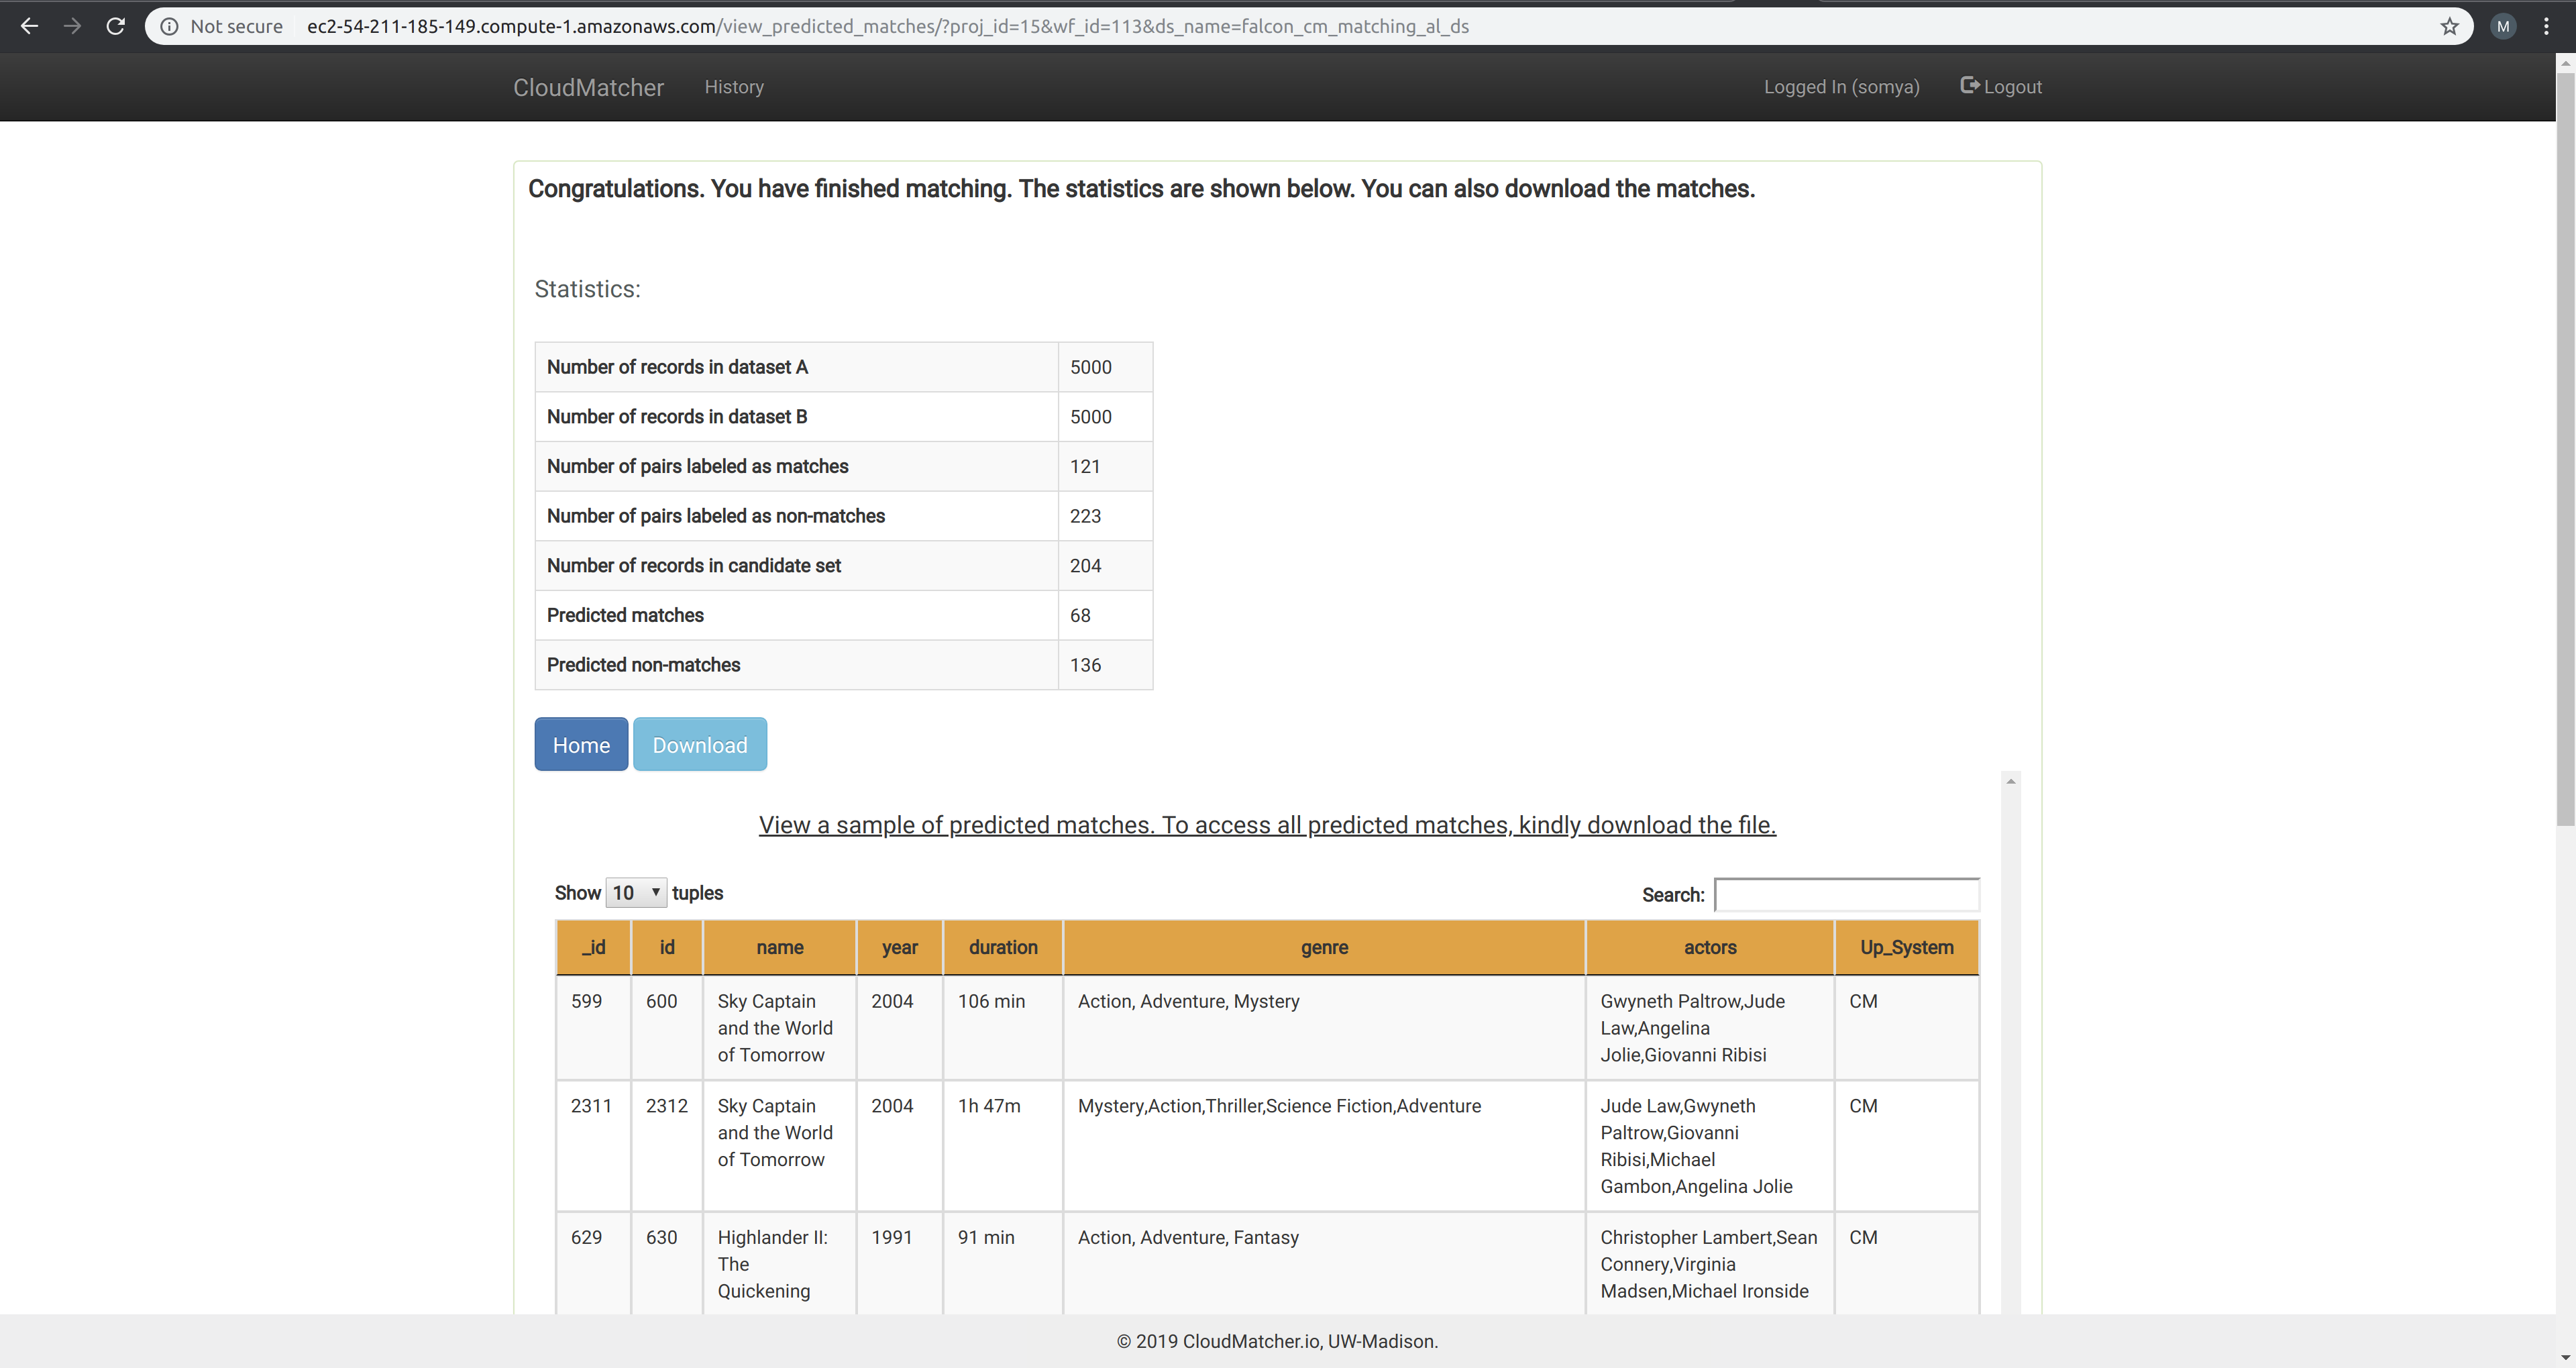 Not secure ec2-54-211-185-149.compute-1.amazonaws.com/view_predicted_matches/?proj_id=15&wf_id=113&ds_name=falcon_cm_matching_al_ds M
CloudMatcher History Logged In (somya) Logout
Congratulations. You have finished matching. The statistics are shown below. You can also download the matches.
Statistics:
Number of records in dataset A 5000
Number of records in dataset B 5000
Number of pairs labeled as matches 121
Number of pairs labeled as non-matches 223
Number of records in candidate set 204
Predicted matches 68
Predicted non-matches 136
Home Download
View a sample of predicted matches. To access all predicted matches, kindly download the file.
Show 10 tuples Search:
_id id name year duration genre actors Up_System
599 600 Sky Captain 2004 106 min Action, Adventure, Mystery Gwyneth Paltrow,Jude CM
and the World Law,Angelina
of Tomorrow Jolie,Giovanni Ribisi
2311 2312 Sky Captain 2004 1h 47m Mystery,Action,Thriller,Science Fiction,Adventure Jude Law,Gwyneth CM
and the World Paltrow,Giovanni
of Tomorrow Ribisi,Michael
Gambon,Angelina Jolie
629 630 Highlander II: 1991 91 min Action, Adventure, Fantasy Christopher Lambert,Sean CM
The Connery,Virginia
Quickening Madsen,Michael Ironside
© 2019 CloudMatcher.io, UW-Madison.